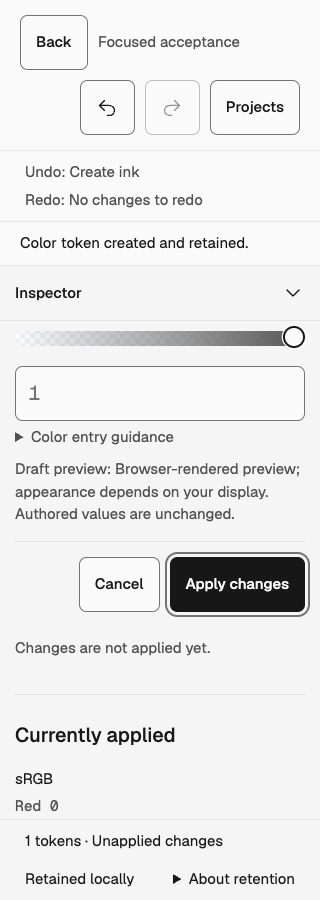 Back
Focused acceptance
Projects
Undo: Create ink
Redo: No changes to redo
Color token created and retained.
Inspector
1
Color entry guidance
Draft preview: Browser-rendered preview;
appearance depends on your display.
Authored values are unchanged.
Cancel
Apply changes
Changes are not applied yet.
Currently applied
sRGB
Red 0
1 tokens · Unapplied changes
Retained locally
About retention